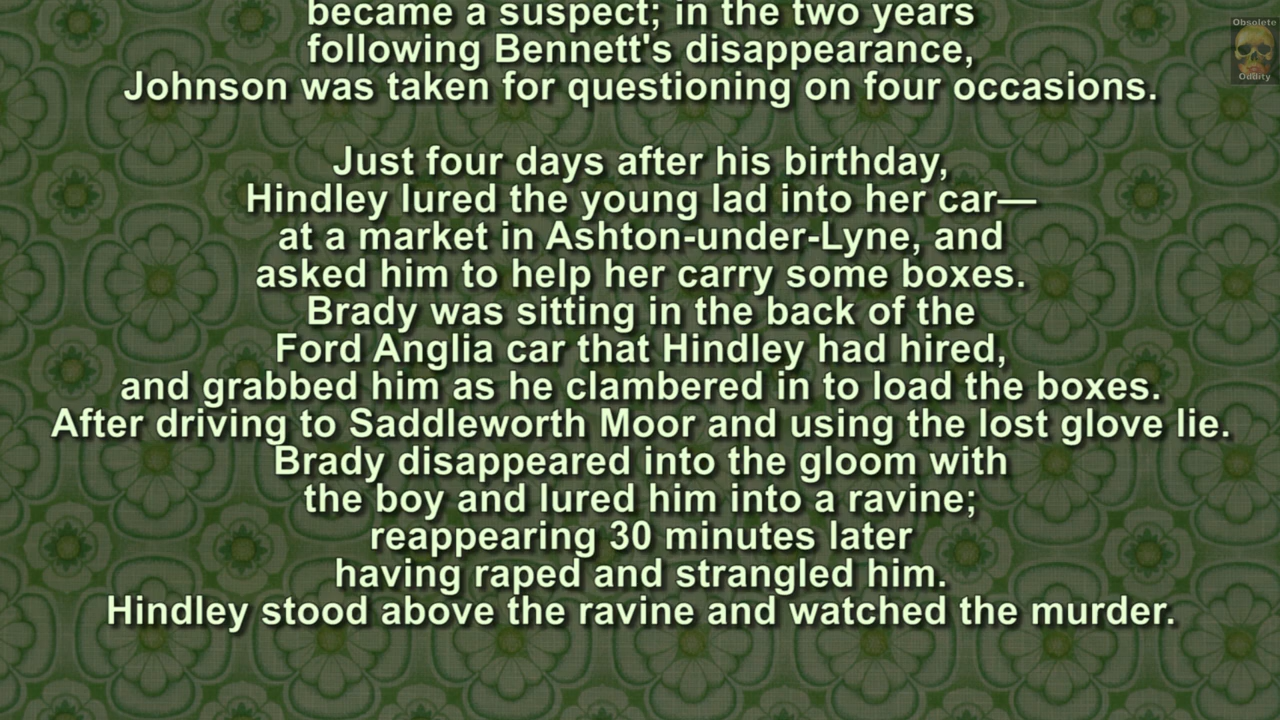 became a suspect; in the two years
following Bennett's disappearance,
Johnson was taken for questioning on four occasions.
Just four days after his birthday,
Hindley lured the young lad into her car—
at a market in Ashton-under-Lyne, and
asked him to help her carry some boxes.
Brady was sitting in the back of the
Ford Anglia car that Hindley had hired,
and grabbed him as he clambered in to load the boxes.
After driving to Saddleworth Moor and using the lost glove lie.
Brady disappeared into the gloom with
the boy and lured him into a ravine;
reappearing 30 minutes later
having raped and strangled him.
Hindley stood above the ravine and watched the murder.
Obsolete
Oddity